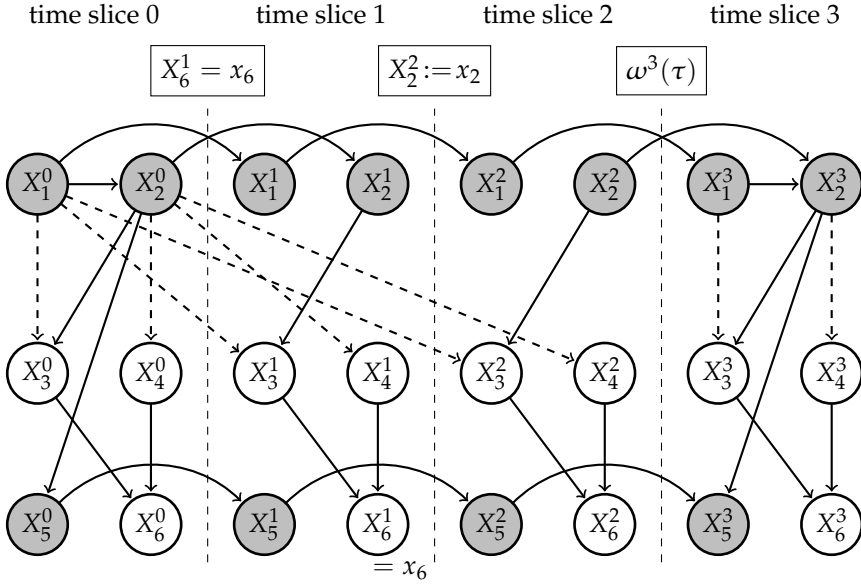 time slice 0 time slice 1 time slice 2 time slice 3
$X_6^1 = x_6$ $X_2^2 := x_2$ $\omega^3(\tau)$
$X_1^0$ $X_2^0$ $X_1^1$ $X_2^1$ $X_1^2$ $X_2^2$ $X_1^3$ $X_2^3$
$X_3^0$ $X_4^0$ $X_3^1$ $X_4^1$ $X_3^2$ $X_4^2$ $X_3^3$ $X_4^3$
$X_5^0$ $X_6^0$ $X_5^1$ $X_6^1$ $X_5^2$ $X_6^2$ $X_5^3$ $X_6^3$
$= x_6$